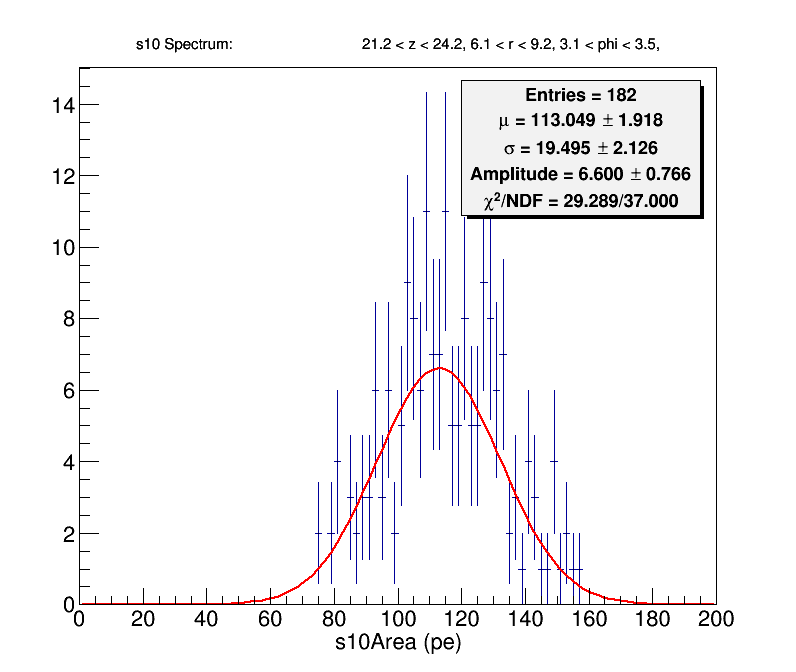 s10 Spectrum: 21.2 < z < 24.2, 6.1 < r < 9.2, 3.1 < phi < 3.5,
Entries = 182
μ = 113.049 ± 1.918
σ = 19.495 ± 2.126
Amplitude = 6.600 ± 0.766
χ²/NDF = 29.289/37.000
14
12
10
8
6
4
2
0
0 20 40 60 80 100 120 140 160 180 200
s10Area (pe)